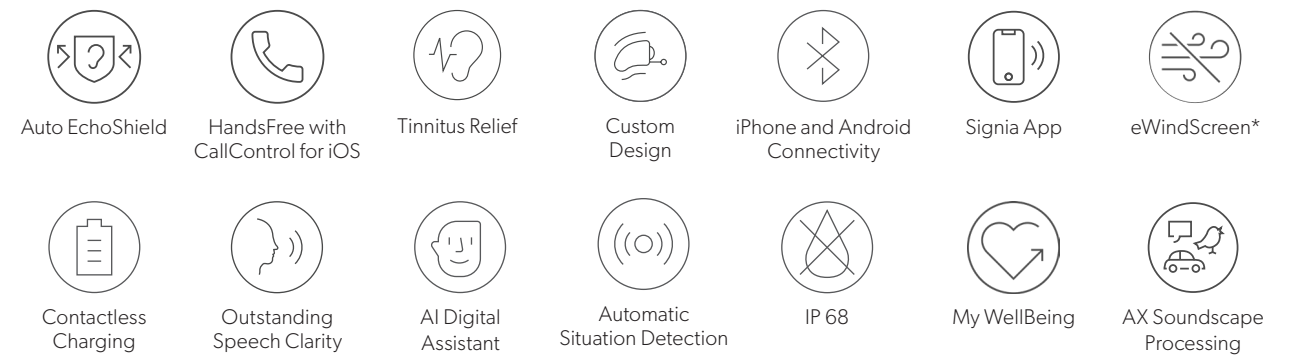 Auto EchoShield
HandsFree with
CallControl for iOS
Tinnitus Relief
Custom
Design
iPhone and Android
Connectivity
Signia App
eWindScreen*
Contactless
Charging
Outstanding
Speech Clarity
AI Digital
Assistant
Automatic
Situation Detection
IP 68
My WellBeing
AX Soundscape
Processing